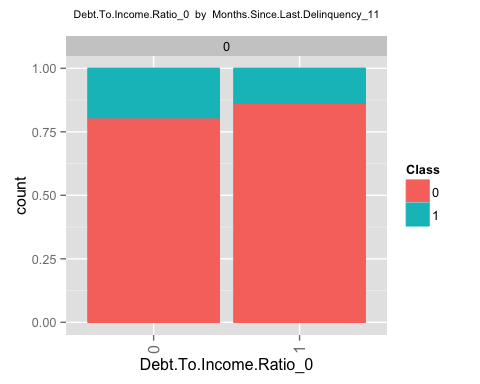 Debt.To.Income.Ratio_0 by Months.Since.Last.Delinquency_11
0
1.00
0.75
0.50
0.25
0.00
count
0
1
Debt.To.Income.Ratio_0
Class
0
1